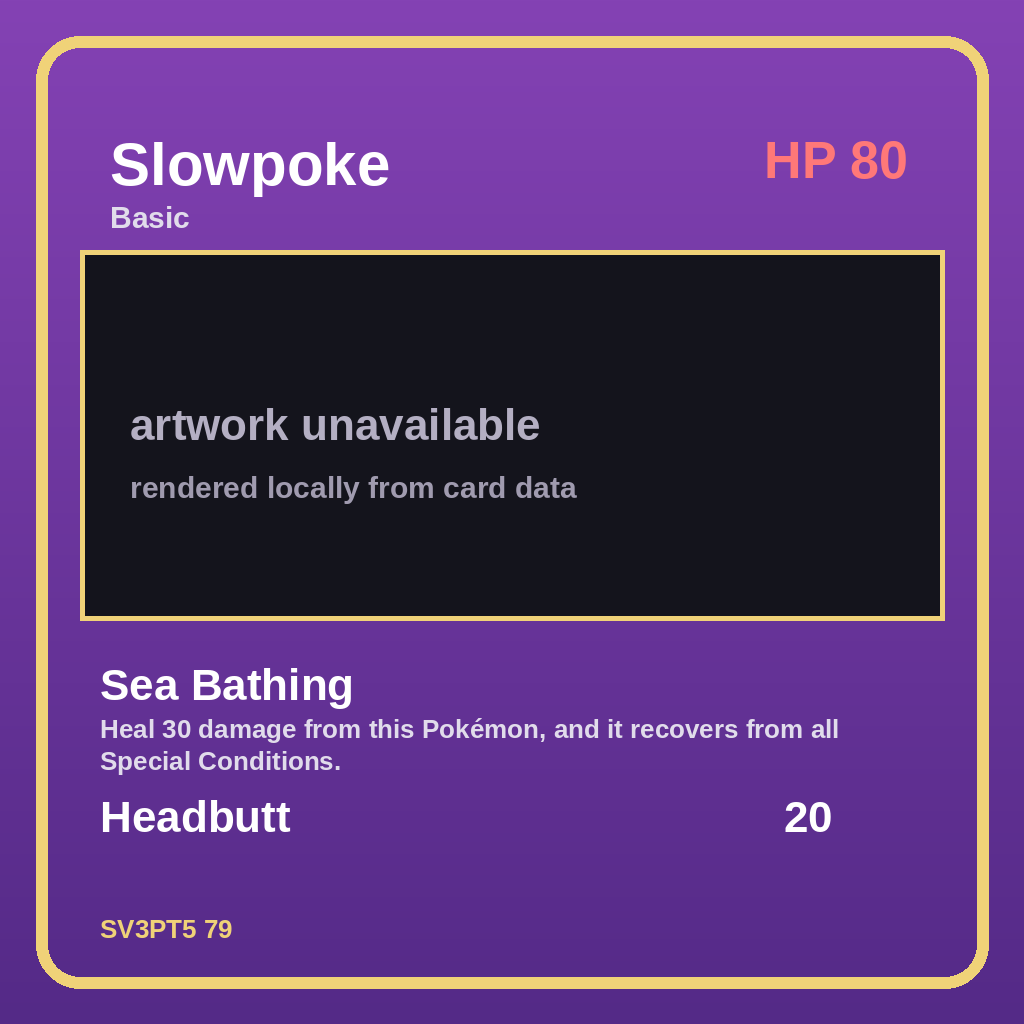 Slowpoke
HP 80
Basic
artwork unavailable
rendered locally from card data
Sea Bathing
Heal 30 damage from this Pokémon, and it recovers from all
Special Conditions.
Headbutt 20
SV3PT5 79